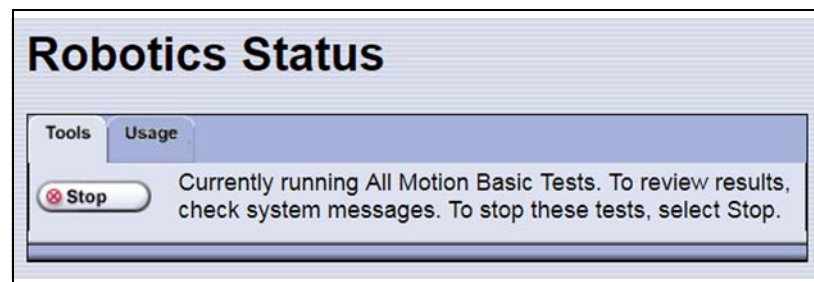 Robotics Status
Tools Usage
Stop Currently running All Motion Basic Tests. To review results,
check system messages. To stop these tests, select Stop.